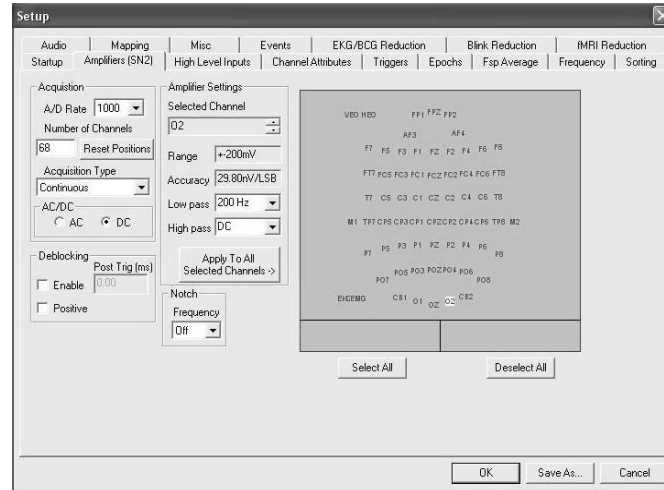 Setup
Audio Mapping Misc Events EKG/BCG Reduction Blink Reduction fMRI Reduction
Startup Amplifiers (SN2) High Level Inputs Channel Attributes Triggers Epochs Fsp Average Frequency Sorting
Acquistion
A/D Rate 1000
Number of Channels
68 Reset Positions
Acquisition Type
Continuous
AC/DC
AC DC
Deblocking
Post Trig (ms)
Enable 0.00
Positive
Amplifier Settings
Selected Channel
O2
Range +-200mV
Accuracy 29.80nV/LSB
Low pass 200 Hz
High pass DC
Apply To All
Selected Channels ->
Notch
Frequency
Off
VEO HEO FP1 FPZ FP2
AF3 AF4
F7 F5 F3 F1 FZ F2 F4 F6 F8
FT7 FC5 FC3 FC1 FCZ FC2 FC4 FC6 FT8
T7 C5 C3 C1 CZ C2 C4 C6 T8
M1 TP7 CP5 CP3 CP1 CPZ CP2 CP4 CP6 TP8 M2
P7 P5 P3 P1 PZ P2 P4 P6 P8
PO7 PO5 PO3 POZ PO4 PO6 PO8
EKG EMG CB1 O1 OZ O2 CB2
Select All Deselect All
OK Save As... Cancel